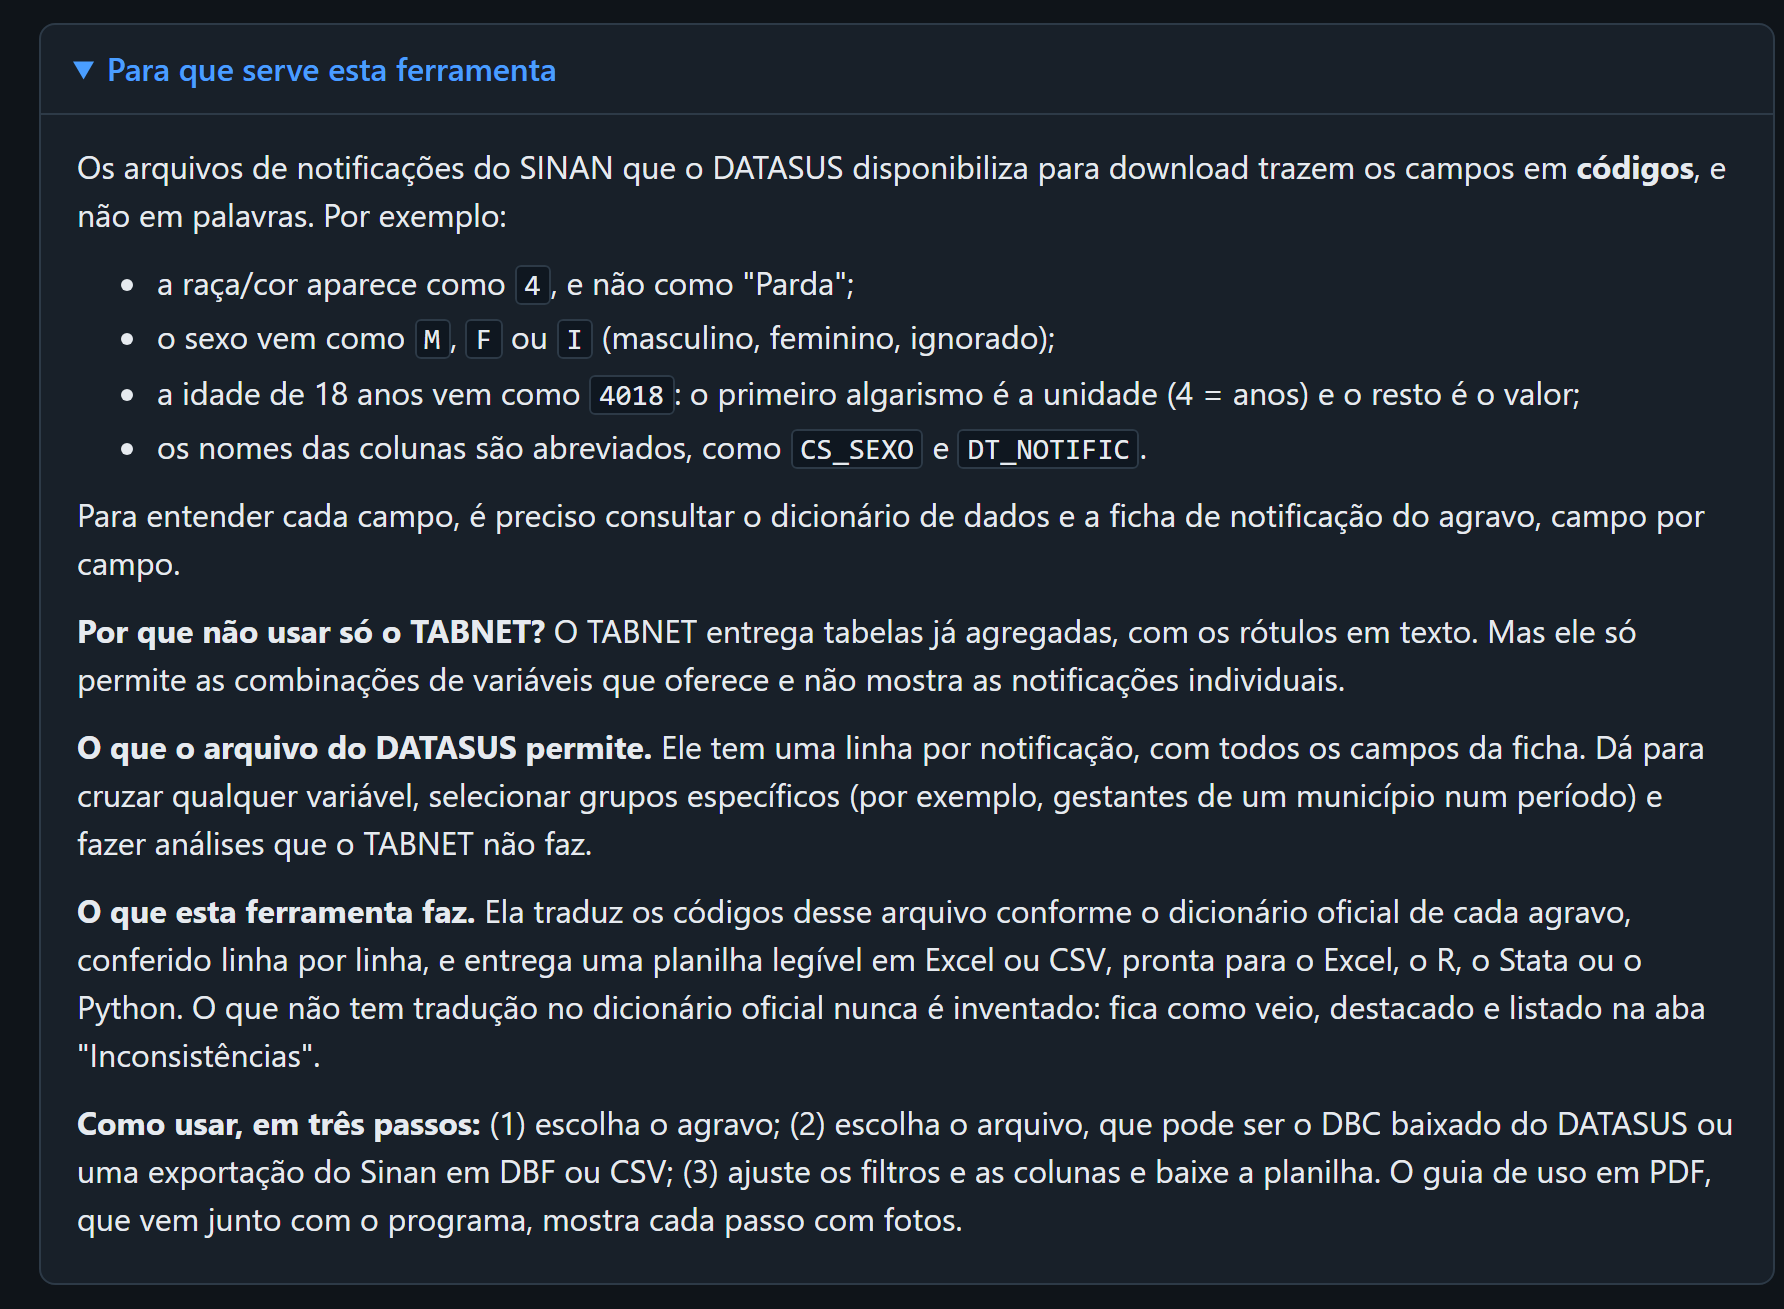 ▼ Para que serve esta ferramenta
Os arquivos de notificações do SINAN que o DATASUS disponibiliza para download trazem os campos em códigos, e
não em palavras. Por exemplo:
• a raça/cor aparece como 4, e não como "Parda";
• o sexo vem como M, F ou I (masculino, feminino, ignorado);
• a idade de 18 anos vem como 4018: o primeiro algarismo é a unidade (4 = anos) e o resto é o valor;
• os nomes das colunas são abreviados, como CS_SEXO e DT_NOTIFIC.
Para entender cada campo, é preciso consultar o dicionário de dados e a ficha de notificação do agravo, campo por
campo.
Por que não usar só o TABNET? O TABNET entrega tabelas já agregadas, com os rótulos em texto. Mas ele só
permite as combinações de variáveis que oferece e não mostra as notificações individuais.
O que o arquivo do DATASUS permite. Ele tem uma linha por notificação, com todos os campos da ficha. Dá para
cruzar qualquer variável, selecionar grupos específicos (por exemplo, gestantes de um município num período) e
fazer análises que o TABNET não faz.
O que esta ferramenta faz. Ela traduz os códigos desse arquivo conforme o dicionário oficial de cada agravo,
conferido linha por linha, e entrega uma planilha legível em Excel ou CSV, pronta para o Excel, o R, o Stata ou o
Python. O que não tem tradução no dicionário oficial nunca é inventado: fica como veio, destacado e listado na aba
"Inconsistências".
Como usar, em três passos: (1) escolha o agravo; (2) escolha o arquivo, que pode ser o DBC baixado do DATASUS ou
uma exportação do Sinan em DBF ou CSV; (3) ajuste os filtros e as colunas e baixe a planilha. O guia de uso em PDF,
que vem junto com o programa, mostra cada passo com fotos.